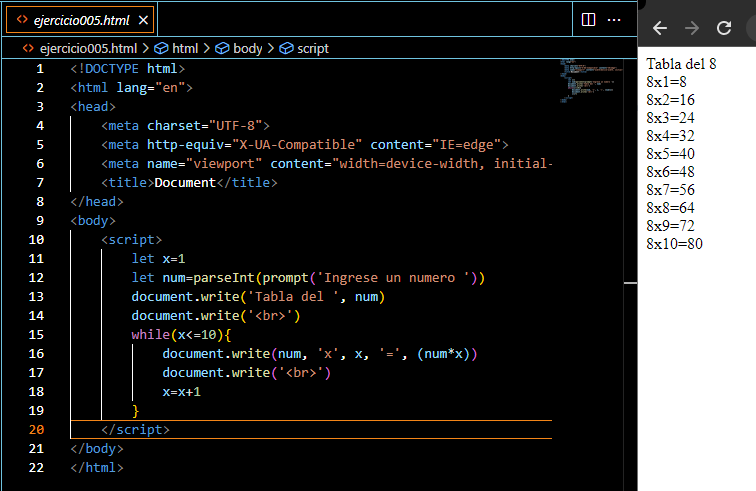 ejercicio005.html
ejercicio005.html > html > body > script
1 <!DOCTYPE html>
2 <html lang="en">
3 <head>
4 <meta charset="UTF-8">
5 <meta http-equiv="X-UA-Compatible" content="IE=edge">
6 <meta name="viewport" content="width=device-width, initial-
7 <title>Document</title>
8 </head>
9 <body>
10 <script>
11 let x=1
12 let num=parseInt(prompt('Ingrese un numero '))
13 document.write('Tabla del ', num)
14 document.write('<br>')
15 while(x<=10){
16 document.write(num, 'x', x, '=', (num*x))
17 document.write('<br>')
18 x=x+1
19 }
20 </script>
21 </body>
22 </html>
Tabla del 8
8x1=8
8x2=16
8x3=24
8x4=32
8x5=40
8x6=48
8x7=56
8x8=64
8x9=72
8x10=80